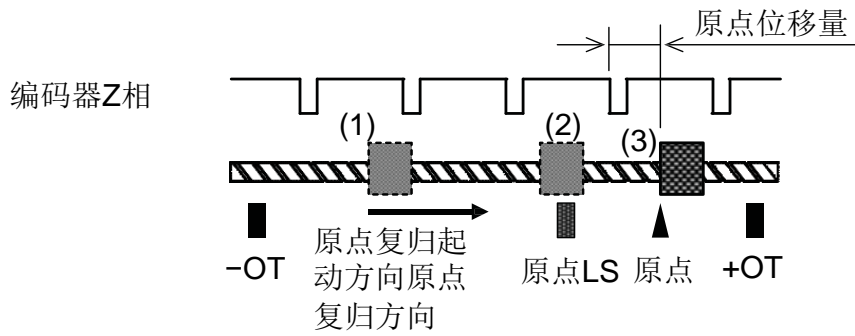 原点位移量
编码器Z相
(1)
(2)
(3)
原点复归起
动方向原点
复归方向
−OT
原点LS
原点
+OT